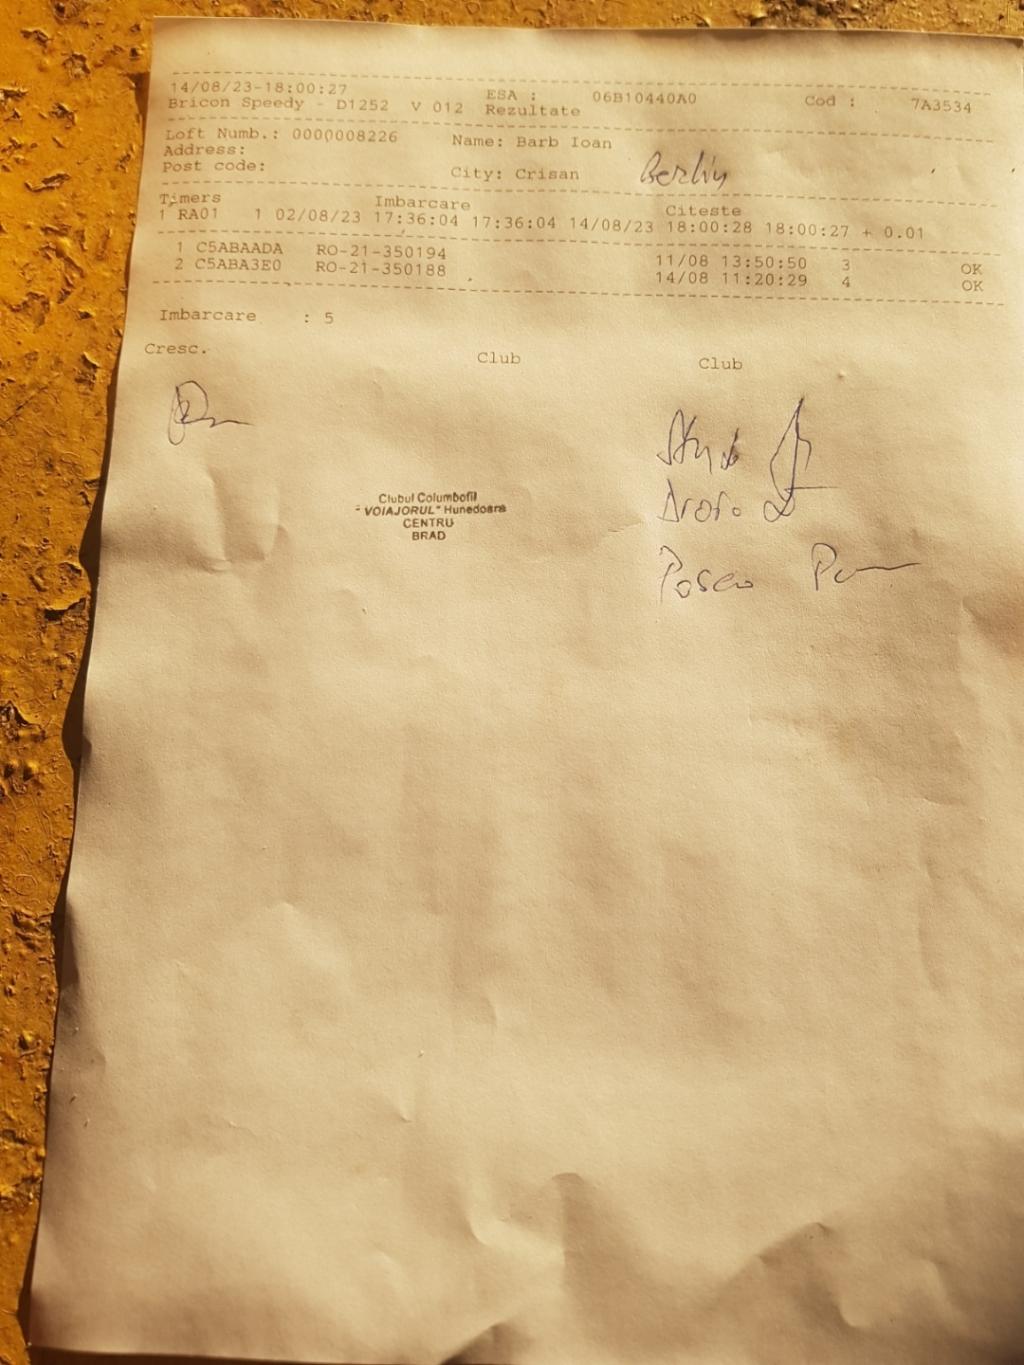 14/08/23-18:00:27 ESA : 06B10440A0 Cod : 7A3534
Bricon Speedy - D1252 V 012 Rezultate
Loft Numb.: 0000008226 Name: Barb Ioan
Address:
Post code: City: Crisan Berlin
Timers Imbarcare Citeste
1 RA01 1 02/08/23 17:36:04 17:36:04 14/08/23 18:00:28 18:00:27 + 0.01
1 C5ABAADA RO-21-350194 11/08 13:50:50 3 OK
2 C5ABA3E0 RO-21-350188 14/08 11:20:29 4 OK
Imbarcare : 5
Cresc. Club Club
Clubul Columbofil
"VOIAJORUL" Hunedoara
CENTRU
BRAD